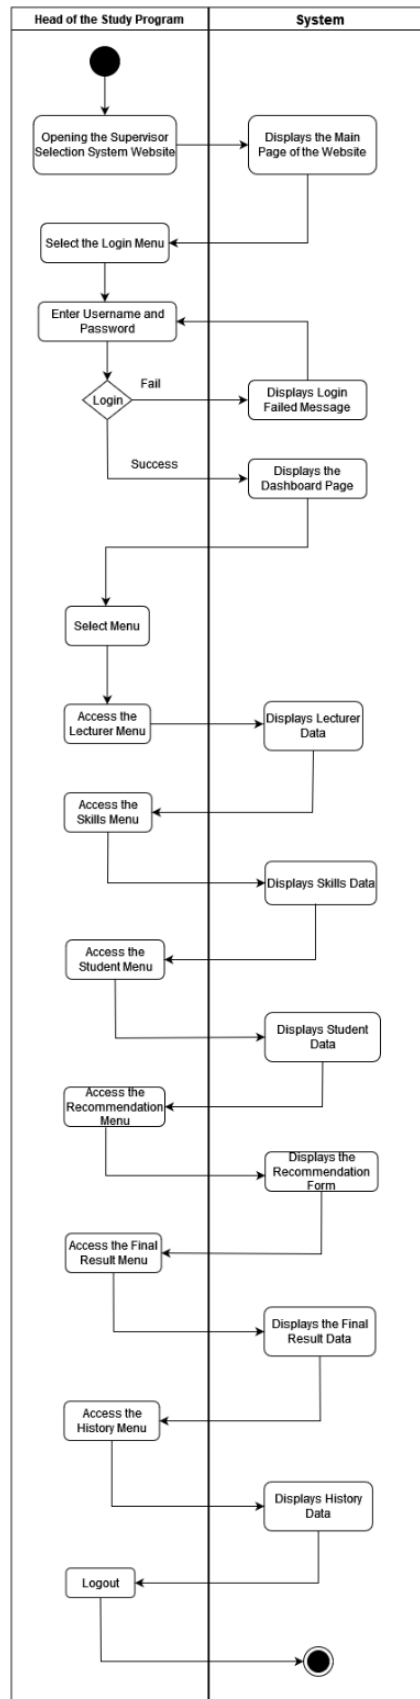 Head of the Study Program
System
Opening the Supervisor
Selection System Website
Displays the Main
Page of the Website
Select the Login Menu
Enter Username and
Password
Login
Fail
Displays Login
Failed Message
Success
Displays the
Dashboard Page
Select Menu
Access the
Lecturer Menu
Displays Lecturer
Data
Access the
Skills Menu
Displays Skills Data
Access the
Student Menu
Displays Student
Data
Access the
Recommendation
Menu
Displays the
Recommendation
Form
Access the Final
Result Menu
Displays the Final
Result Data
Access the
History Menu
Displays History
Data
Logout